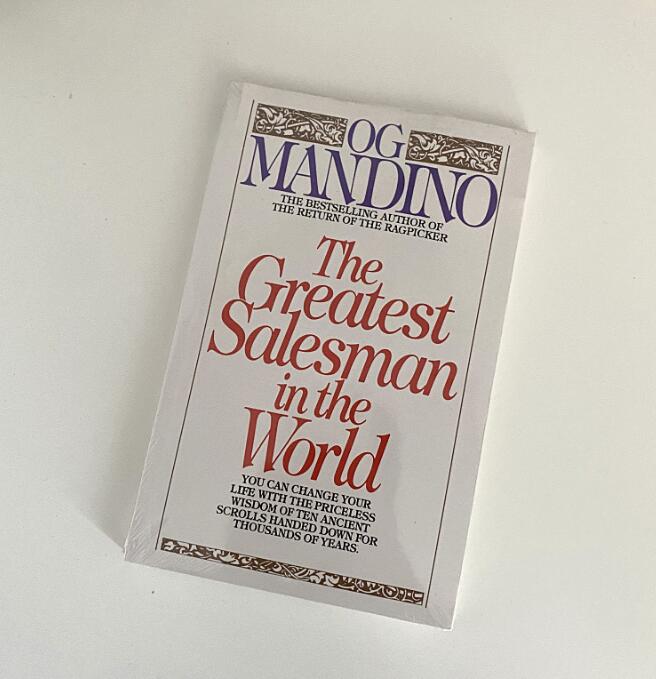 OG
MANDINO
THE BESTSELLING AUTHOR OF
THE RETURN OF THE RAGPICKER
The
Greatest
Salesman
in the
World
YOU CAN CHANGE YOUR
LIFE WITH THE PRICELESS
WISDOM OF TEN ANCIENT
SCROLLS HANDED DOWN FOR
THOUSANDS OF YEARS.